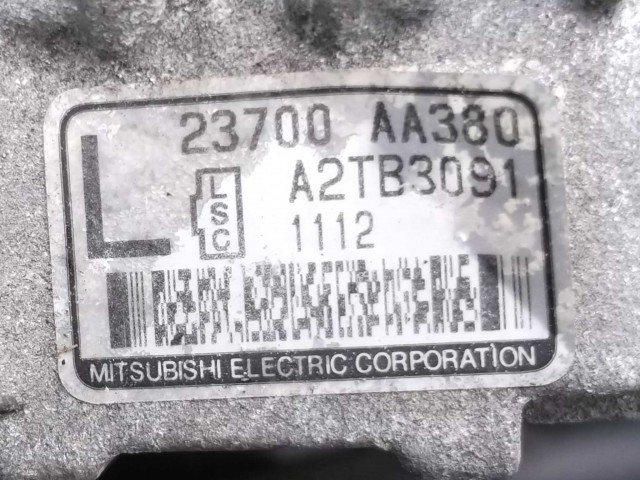 23700 AA380
L
LSC
A2TB3091
1112
MITSUBISHI ELECTRIC CORPORATION